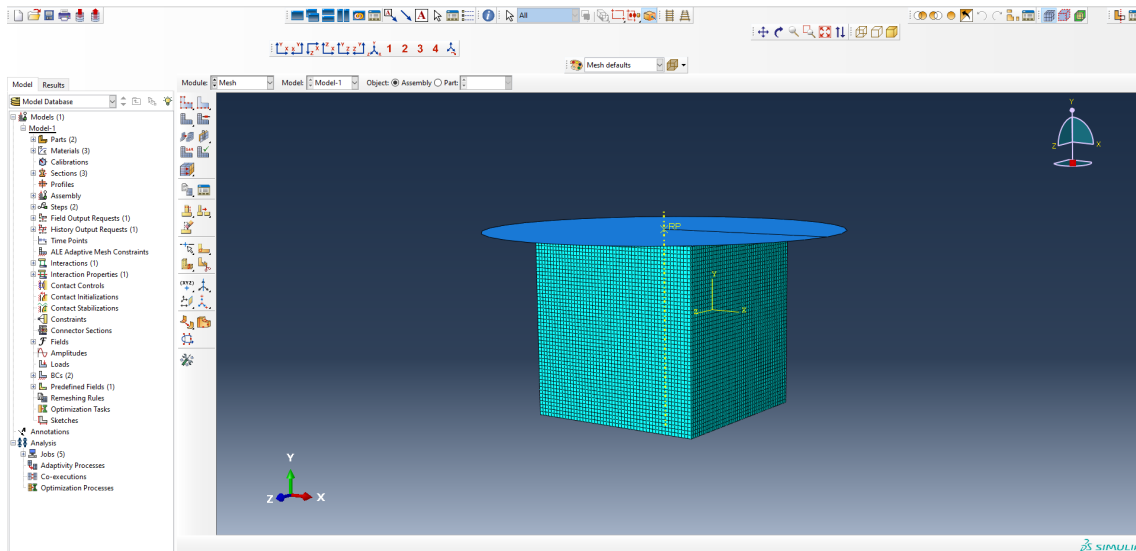 All
1 2 3 4
Mesh defaults
Model Results
Module: Mesh Model: Model-1 Object: Assembly Part:
Model Database
Models (1)
Model-1
Parts (2)
Materials (3)
Calibrations
Sections (3)
Profiles
Assembly
Steps (2)
Field Output Requests (1)
History Output Requests (1)
Time Points
ALE Adaptive Mesh Constraints
Interactions (1)
Interaction Properties (1)
Contact Controls
Contact Initializations
Contact Stabilizations
Constraints
Connector Sections
Fields
Amplitudes
Loads
BCs (2)
Predefined Fields (1)
Remeshing Rules
Optimization Tasks
Sketches
Annotations
Analysis
Jobs (5)
Adaptivity Processes
Co-executions
Optimization Processes
(XYZ)
Y
Z X
RP
Y
Z X
Y
Z X
SIMULI